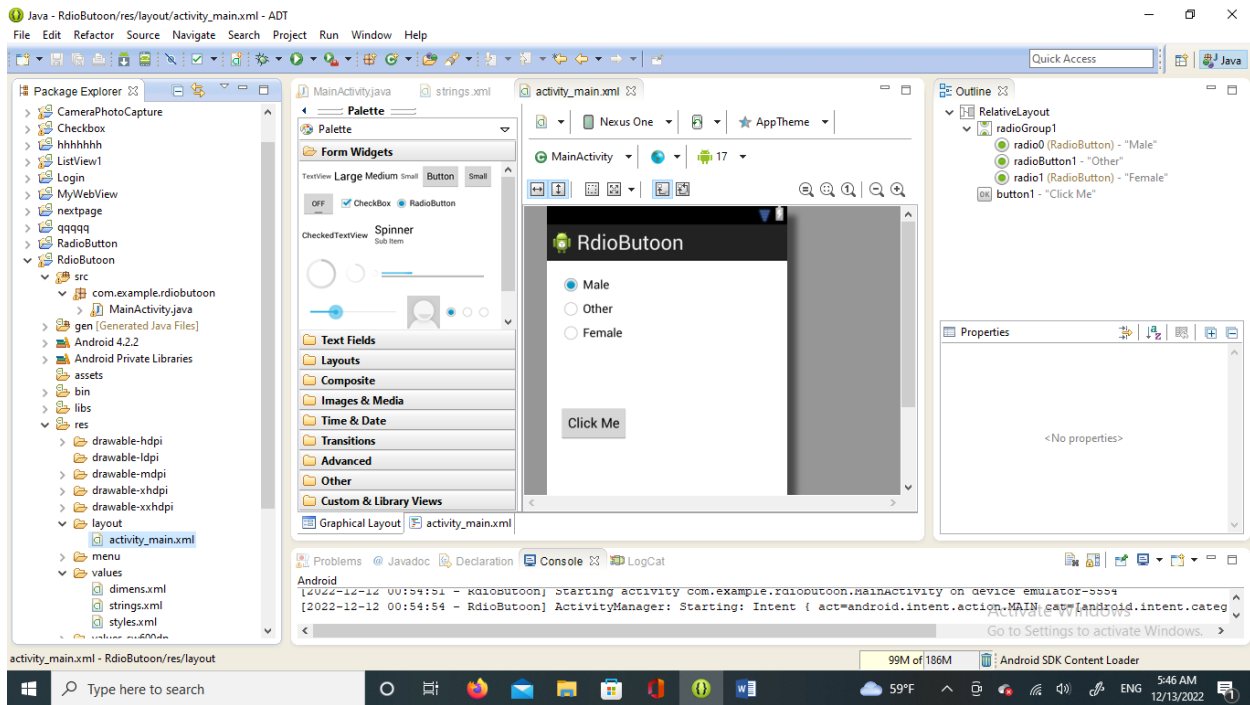 Java - RdioButoon/res/layout/activity_main.xml - ADT
File Edit Refactor Source Navigate Search Project Run Window Help
Quick Access
Java
Package Explorer
CameraPhotoCapture
Checkbox
hhhhhhh
ListView1
Login
MyWebView
nextpage
qqqqq
RadioButton
RdioButoon
src
com.example.rdiobutoon
MainActivity.java
gen [Generated Java Files]
Android 4.2.2
Android Private Libraries
assets
bin
libs
res
drawable-hdpi
drawable-ldpi
drawable-mdpi
drawable-xhdpi
drawable-xxhdpi
layout
activity_main.xml
menu
values
dimens.xml
strings.xml
styles.xml
values-sw600dp
MainActivity.java strings.xml activity_main.xml
Palette
Palette
Form Widgets
TextView Large Medium Small Button Small
OFF CheckBox RadioButton
CheckedTextView Spinner
Sub Item
Text Fields
Layouts
Composite
Images & Media
Time & Date
Transitions
Advanced
Other
Custom & Library Views
Graphical Layout activity_main.xml
Nexus One AppTheme
MainActivity 17
RdioButoon
Male
Other
Female
Click Me
Outline
RelativeLayout
radioGroup1
radio0 (RadioButton) - "Male"
radioButton1 - "Other"
radio1 (RadioButton) - "Female"
OK button1 - "Click Me"
Properties
<No properties>
Problems @ Javadoc Declaration Console LogCat
Android
[2022-12-12 00:54:51 - RdioButoon] Starting activity com.example.rdiobutoon.MainActivity on device emulator-5554
[2022-12-12 00:54:54 - RdioButoon] ActivityManager: Starting: Intent { act=android.intent.action.MAIN cat=[android.intent.categ
Activate Windows
Go to Settings to activate Windows.
activity_main.xml - RdioButoon/res/layout
99M of 186M
Android SDK Content Loader
Type here to search
59°F
ENG
5:46 AM
12/13/2022
1